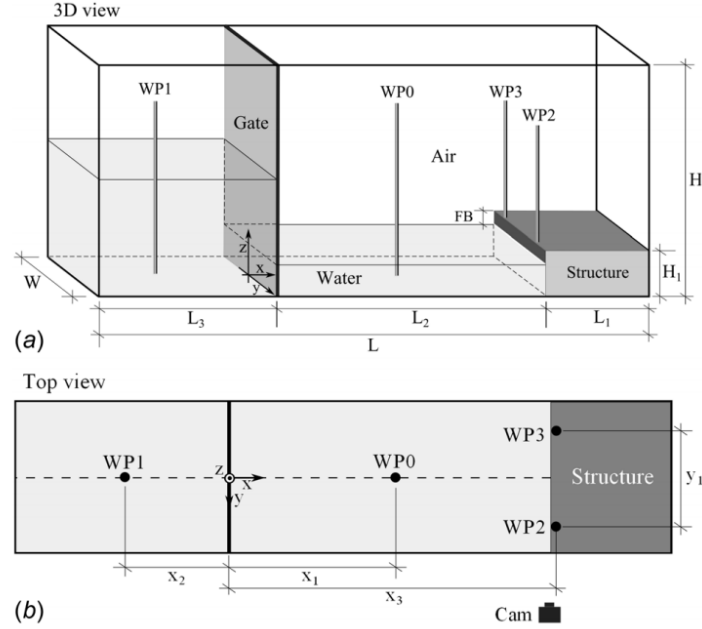 3D view
WP1
WP0
WP3
WP2
Gate
Air
H
FB
z
x
y
Water
Structure
H₁
W
L₃
L₂
L₁
L
(a)
Top view
WP3
WP1
z
x
y
WP0
Structure
y₁
WP2
x₂
x₁
x₃
(b)
Cam